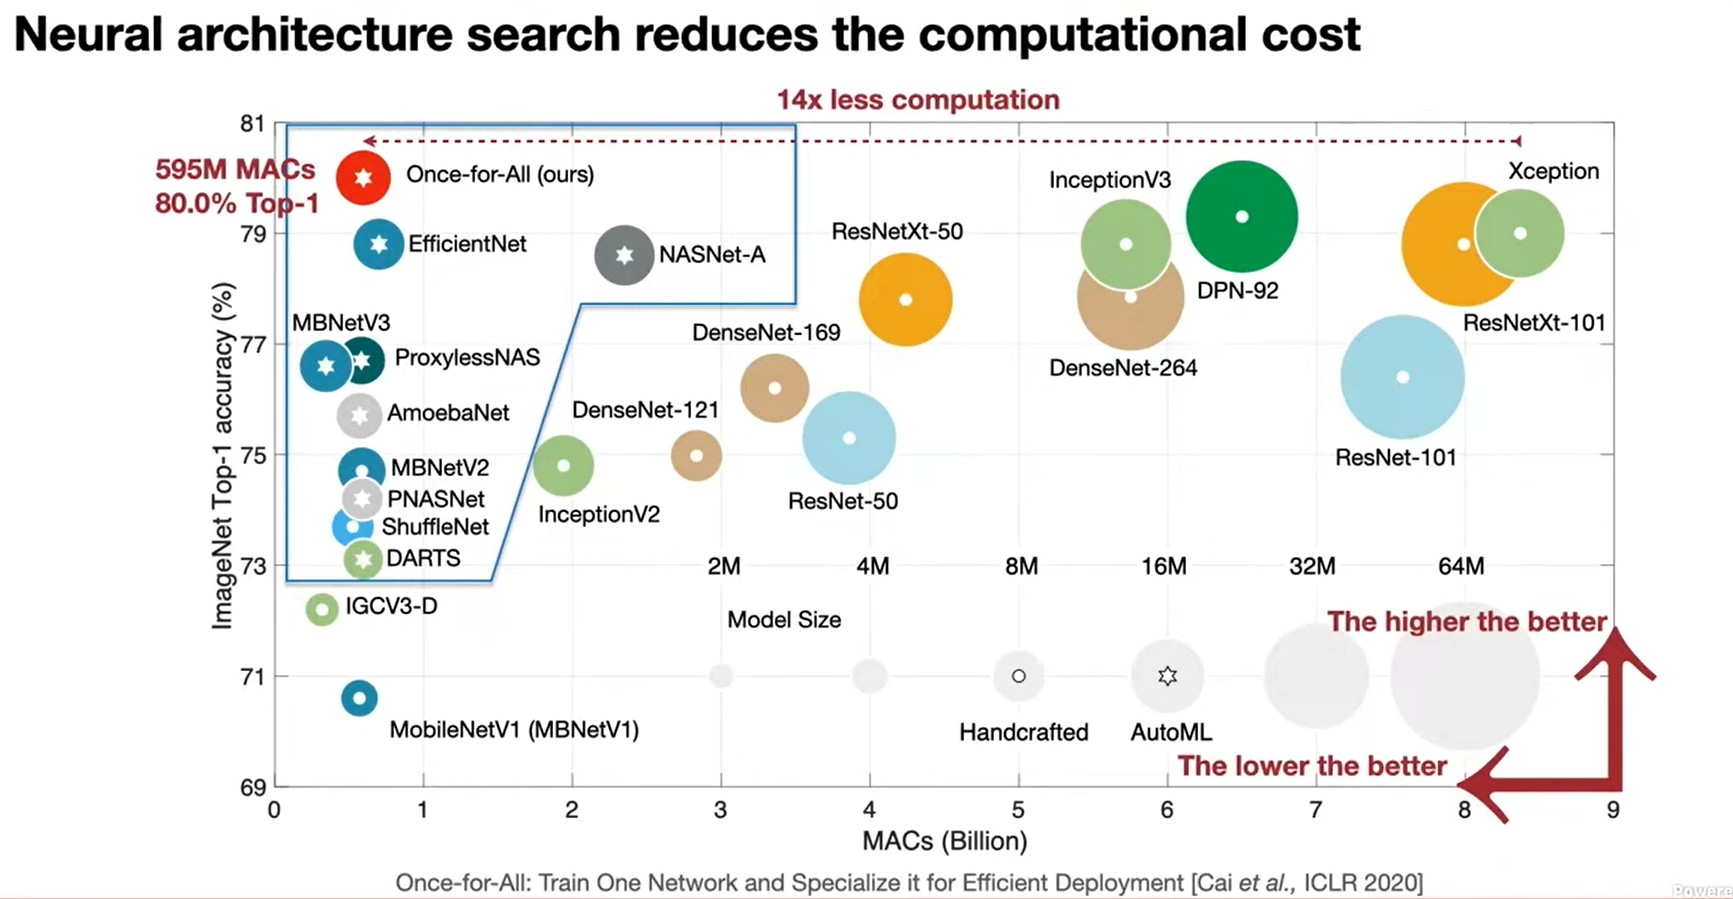 Neural architecture search reduces the computational cost
14x less computation
81
595M MACs
80.0% Top-1
Once-for-All (ours)
InceptionV3
Xception
79
EfficientNet
NASNet-A
ResNetXt-50
DPN-92
MBNetV3
DenseNet-169
ResNetXt-101
77
ProxylessNAS
DenseNet-264
AmoebaNet
DenseNet-121
75
MBNetV2
ResNet-101
PNASNet
InceptionV2
ResNet-50
ShuffleNet
DARTS
73
2M 4M 8M 16M 32M 64M
IGCV3-D
Model Size
The higher the better
71
MobileNetV1 (MBNetV1)
Handcrafted
AutoML
The lower the better
69
0 1 2 3 4 5 6 7 8 9
MACs (Billion)
ImageNet Top-1 accuracy (%)
Once-for-All: Train One Network and Specialize it for Efficient Deployment [Cai et al., ICLR 2020]
Powere